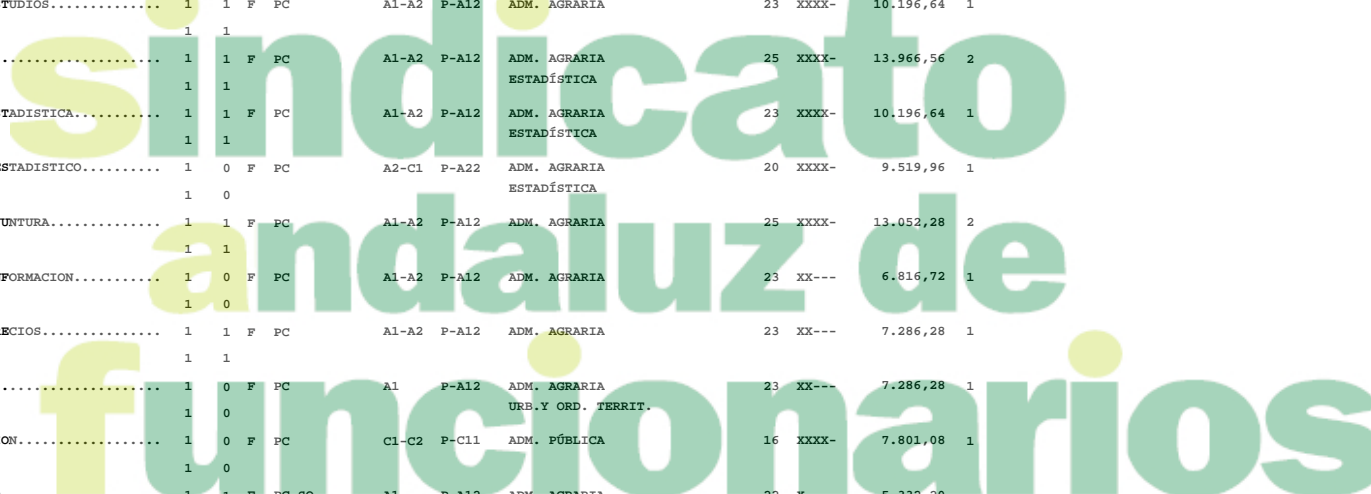 TUDIOS.............. 1 1 F PC A1-A2 P-A12 ADM. AGRARIA 23 XXXX- 10.196,64 1
1 1
.................... 1 1 F PC A1-A2 P-A12 ADM. AGRARIA 25 XXXX- 13.966,56 2
1 1 ESTADÍSTICA
TADISTICA........... 1 1 F PC A1-A2 P-A12 ADM. AGRARIA 23 XXXX- 10.196,64 1
1 1 ESTADÍSTICA
STADISTICO.......... 1 0 F PC A2-C1 P-A22 ADM. AGRARIA 20 XXXX- 9.519,96 1
1 0 ESTADÍSTICA
UNTURA.............. 1 1 F PC A1-A2 P-A12 ADM. AGRARIA 25 XXXX- 13.052,28 2
1 1
FORMACION........... 1 0 F PC A1-A2 P-A12 ADM. AGRARIA 23 XX--- 6.816,72 1
1 0
ECIOS............... 1 1 F PC A1-A2 P-A12 ADM. AGRARIA 23 XX--- 7.286,28 1
1 1
.................... 1 0 F PC A1 P-A12 ADM. AGRARIA 23 XX--- 7.286,28 1
1 0 URB.Y ORD. TERRIT.
ON.................. 1 0 F PC C1-C2 P-C11 ADM. PÚBLICA 16 XXXX- 7.801,08 1
1 0
sindicato
andaluz de
funcionarios